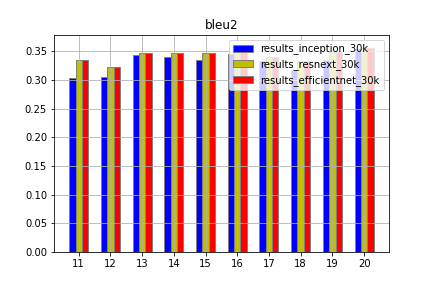 bleu2
results_inception_30k
results_resnext_30k
results_efficientnet_30k
0.35
0.30
0.25
0.20
0.15
0.10
0.05
0.00
11 12 13 14 15 16 17 18 19 20